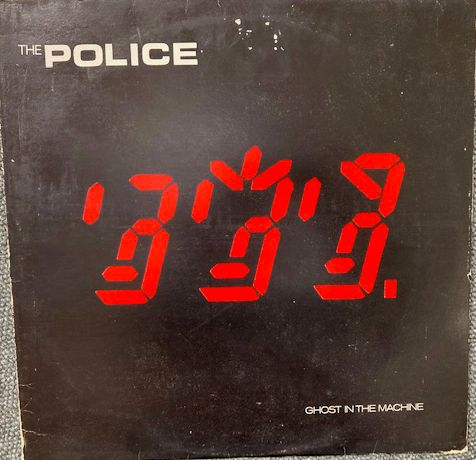 THE POLICE
GHOST IN THE MACHINE